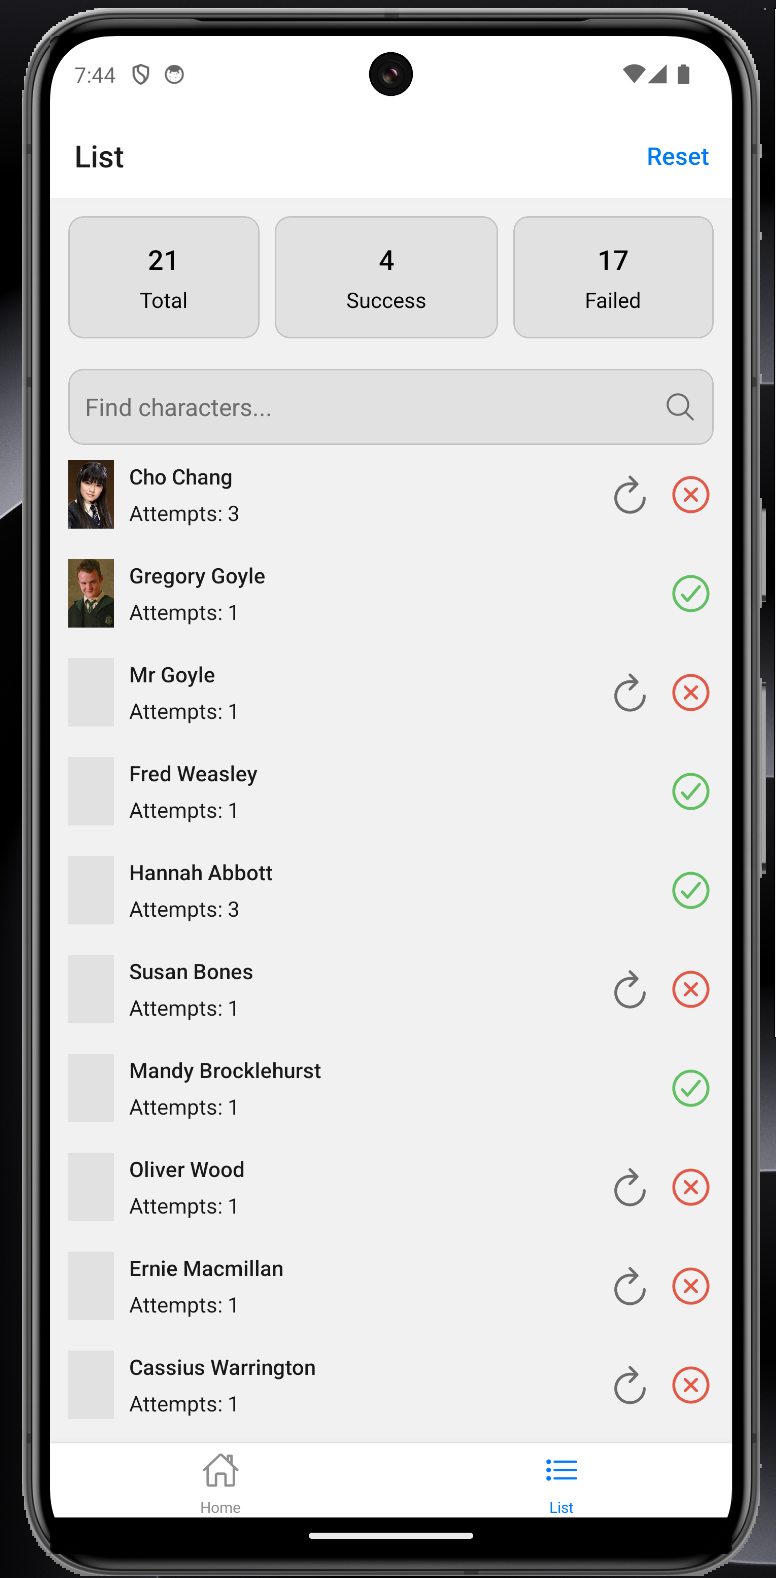 7:44
List
Reset
21
Total
4
Success
17
Failed
Find characters...
Cho Chang
Attempts: 3
Gregory Goyle
Attempts: 1
Mr Goyle
Attempts: 1
Fred Weasley
Attempts: 1
Hannah Abbott
Attempts: 3
Susan Bones
Attempts: 1
Mandy Brocklehurst
Attempts: 1
Oliver Wood
Attempts: 1
Ernie Macmillan
Attempts: 1
Cassius Warrington
Attempts: 1
Home
List